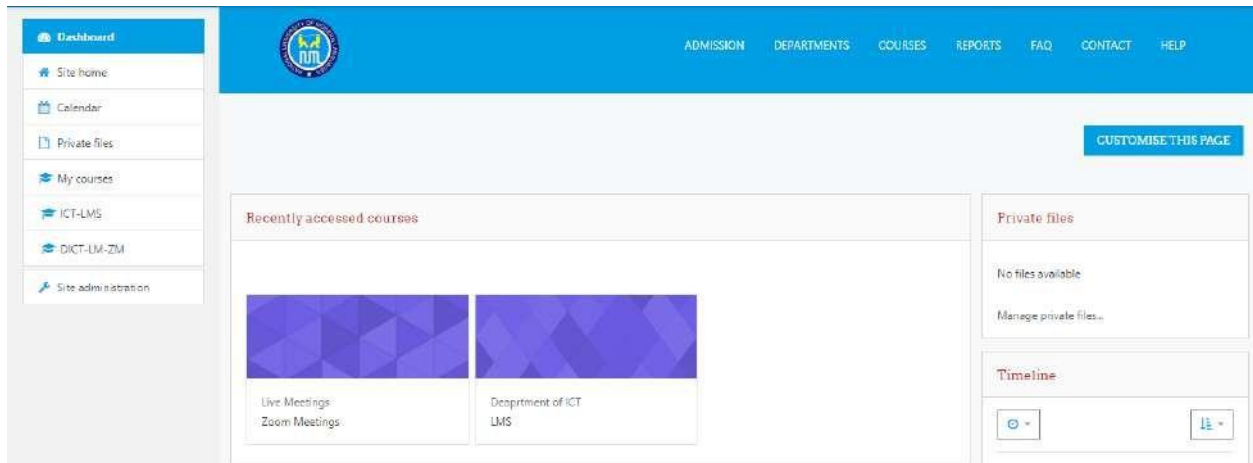 Dashboard
Site home
Calendar
Private files
My courses
ICT-LMS
DICT-LM-ZM
Site administration
NUML
ADMISSION DEPARTMENTS COURSES REPORTS FAQ CONTACT HELP
CUSTOMISE THIS PAGE
Recently accessed courses
Live Meetings
Zoom Meetings
Deaprtment of ICT
LMS
Private files
No files available
Manage private files...
Timeline